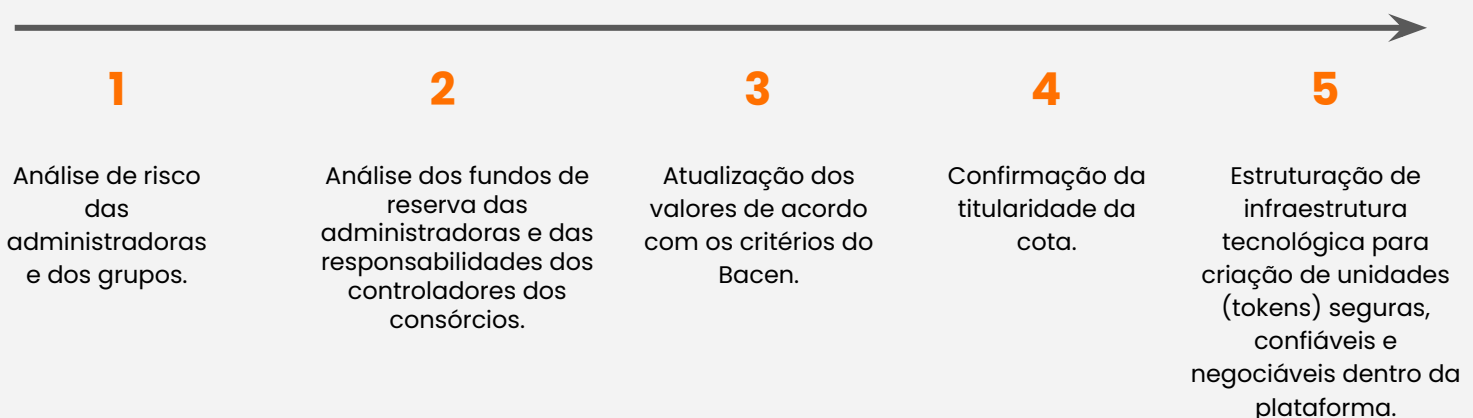 1
Análise de risco
das
administradoras
e dos grupos.
2
Análise dos fundos de
reserva das
administradoras e das
responsabilidades dos
controladores dos
consórcios.
3
Atualização dos
valores de acordo
com os critérios do
Bacen.
4
Confirmação da
titularidade da
cota.
5
Estruturação de
infraestrutura
tecnológica para
criação de unidades
(tokens) seguras,
confiáveis e
negociáveis dentro da
plataforma.